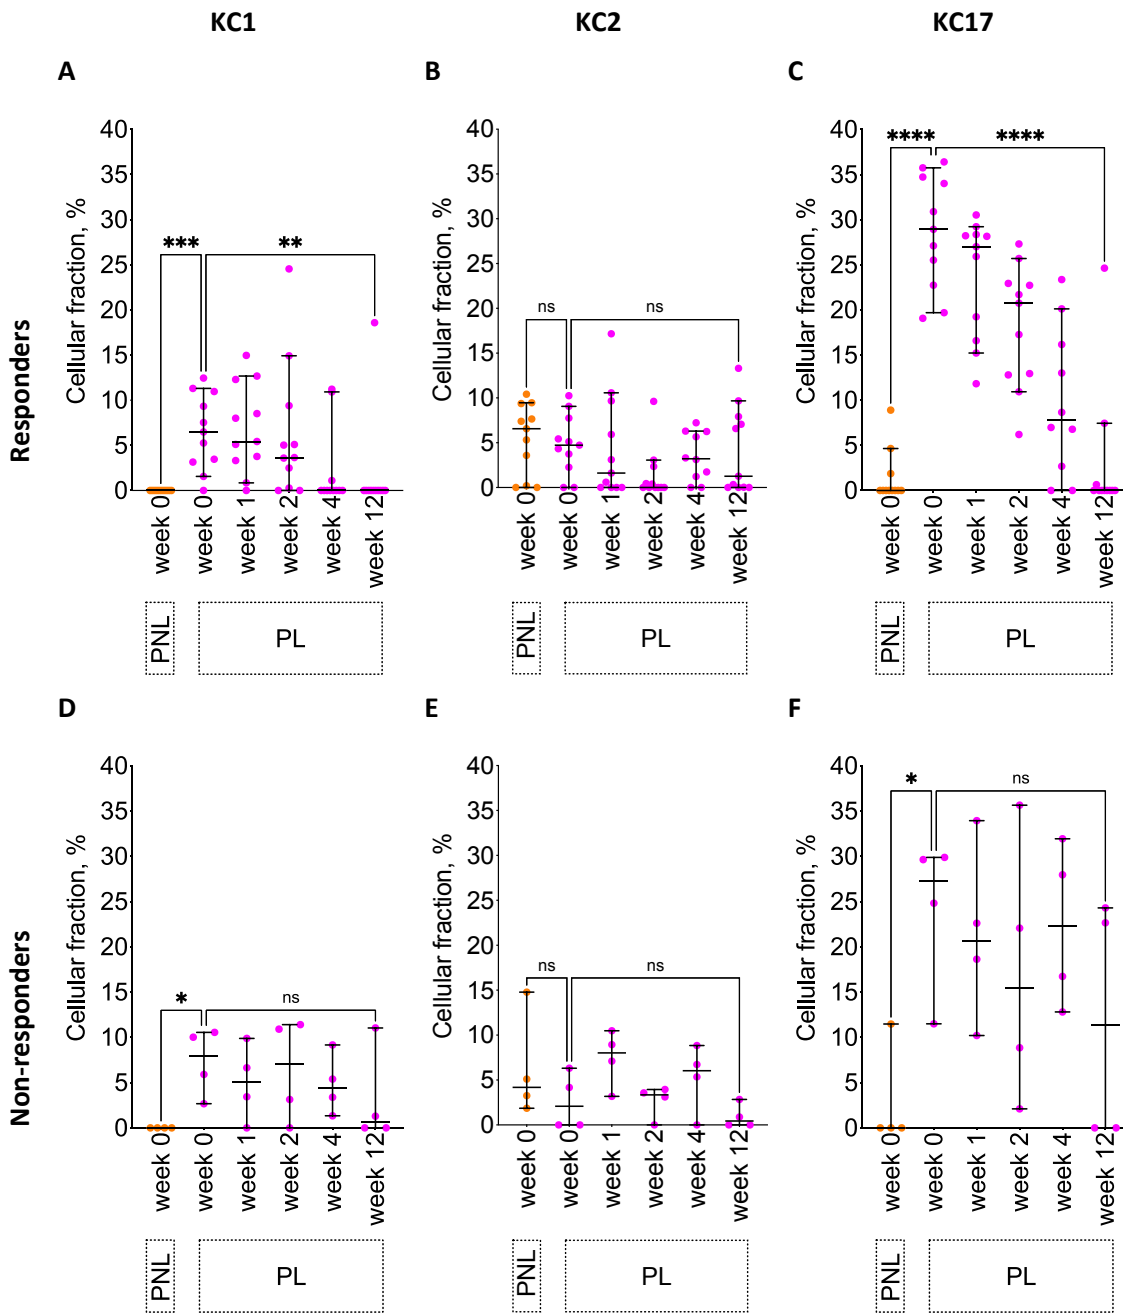 KC1
KC2
KC17
A
B
C
Responders
Cellular fraction, %
40
35
30
25
20
15
10
5
0
***
**
week 0
week 0
week 1
week 2
week 4
week 12
PNL
PL
Cellular fraction, %
40
35
30
25
20
15
10
5
0
ns
ns
week 0
week 0
week 1
week 2
week 4
week 12
PNL
PL
Cellular fraction, %
40
35
30
25
20
15
10
5
0
****
****
week 0
week 0
week 1
week 2
week 4
week 12
PNL
PL
D
E
F
Non-responders
Cellular fraction, %
40
35
30
25
20
15
10
5
0
*
ns
week 0
week 0
week 1
week 2
week 4
week 12
PNL
PL
Cellular fraction, %
40
35
30
25
20
15
10
5
0
ns
ns
week 0
week 0
week 1
week 2
week 4
week 12
PNL
PL
Cellular fraction, %
40
35
30
25
20
15
10
5
0
*
ns
week 0
week 0
week 1
week 2
week 4
week 12
PNL
PL